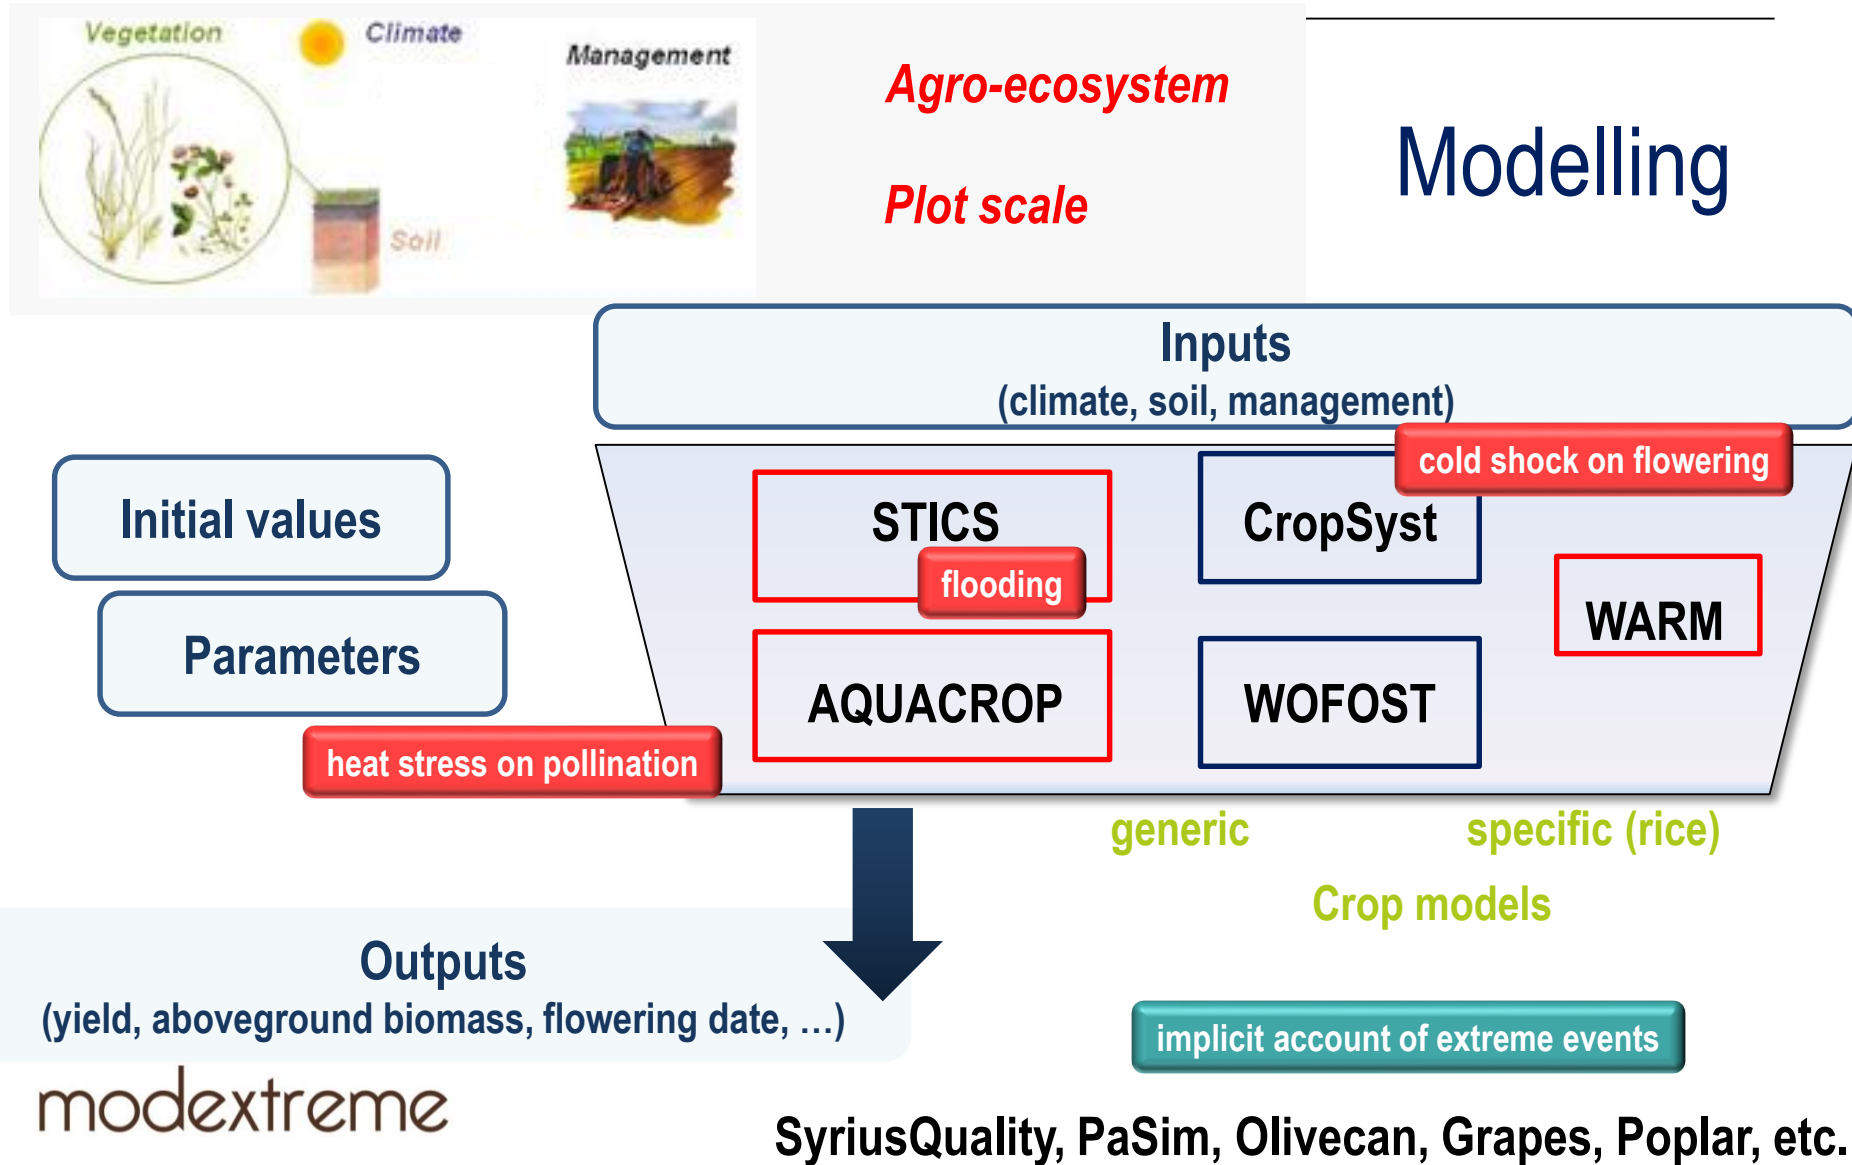 Vegetation
Climate
Management
Soil
Agro-ecosystem
Plot scale
Modelling
Inputs
(climate, soil, management)
cold shock on flowering
Initial values
STICS
CropSyst
flooding
WARM
Parameters
AQUACROP
WOFOST
heat stress on pollination
generic
specific (rice)
Crop models
Outputs
(yield, aboveground biomass, flowering date, ...)
implicit account of extreme events
modextreme
SyriusQuality, PaSim, Olivecan, Grapes, Poplar, etc.